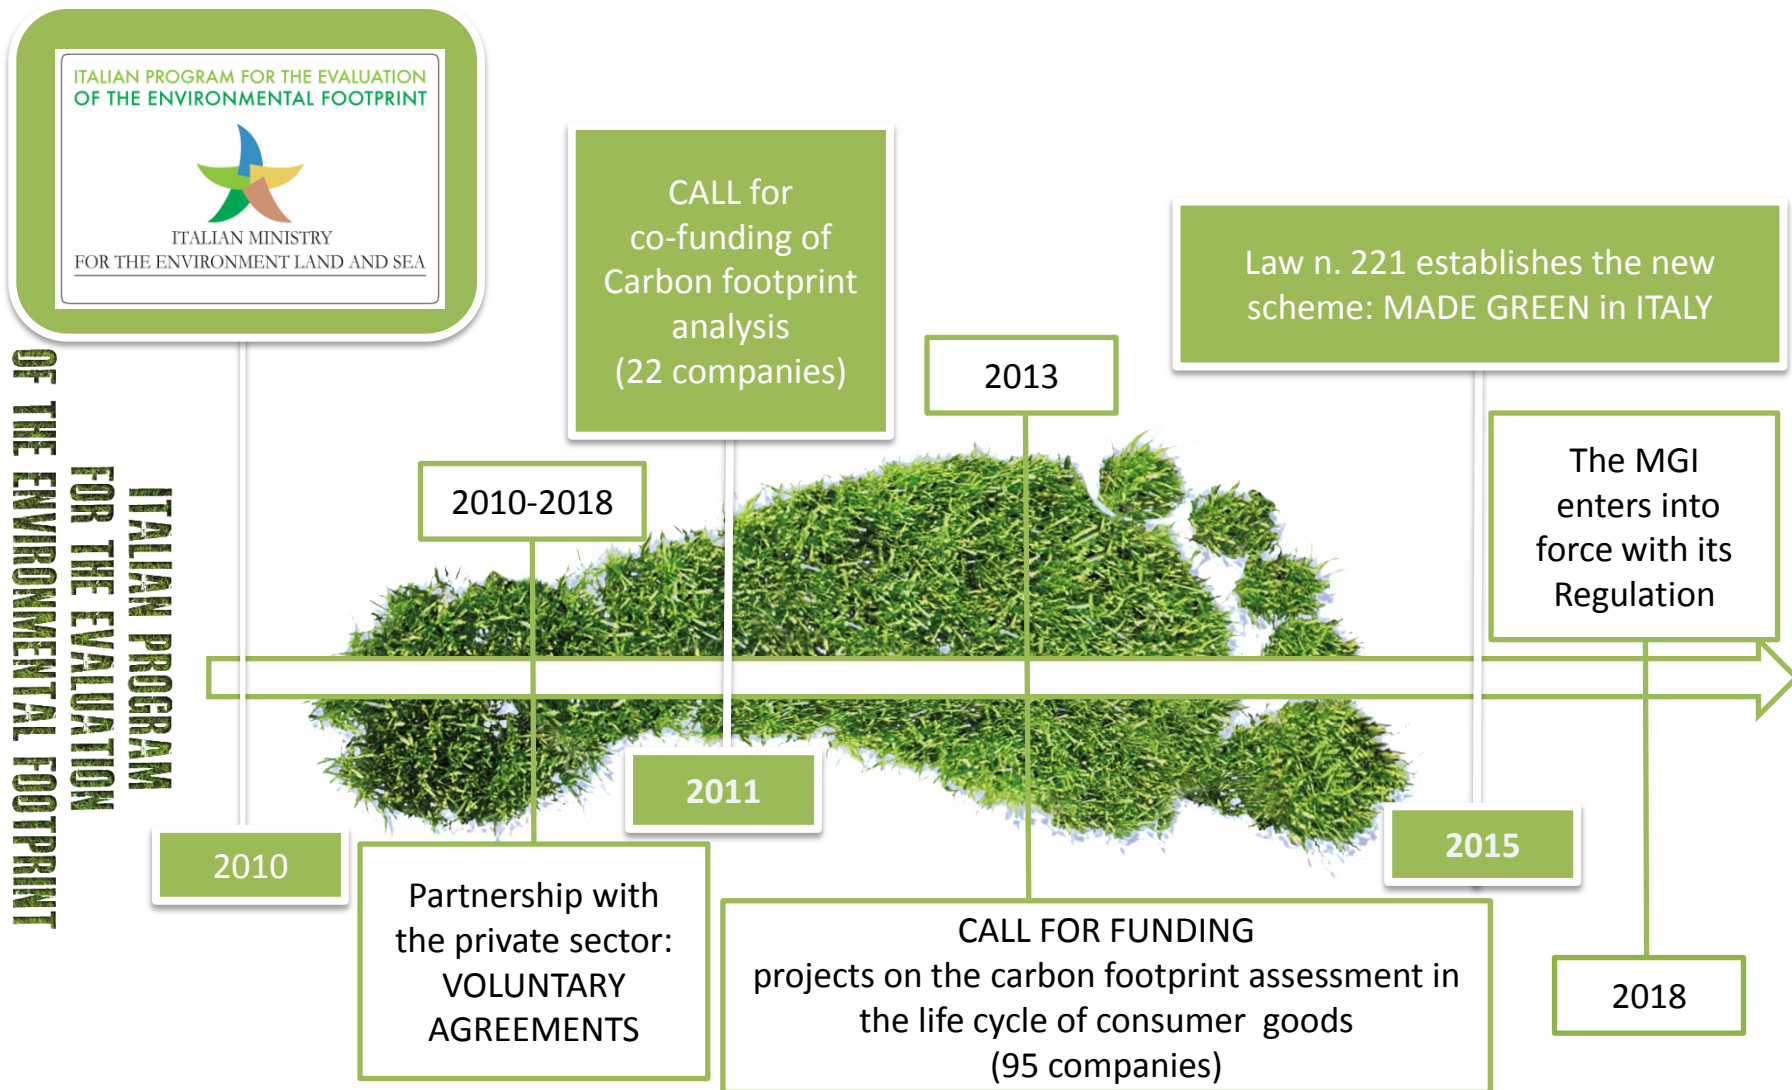 ITALIAN PROGRAM FOR THE EVALUATION
OF THE ENVIRONMENTAL FOOTPRINT
ITALIAN MINISTRY
FOR THE ENVIRONMENT LAND AND SEA
ITALIAN PROGRAM
FOR THE EVALUATION
OF THE ENVIRONMENTAL FOOTPRINT
2010
2010-2018
Partnership with
the private sector:
VOLUNTARY
AGREEMENTS
CALL for
co-funding of
Carbon footprint
analysis
(22 companies)
2011
2013
CALL FOR FUNDING
projects on the carbon footprint assessment in
the life cycle of consumer goods
(95 companies)
Law n. 221 establishes the new
scheme: MADE GREEN in ITALY
2015
The MGI
enters into
force with its
Regulation
2018